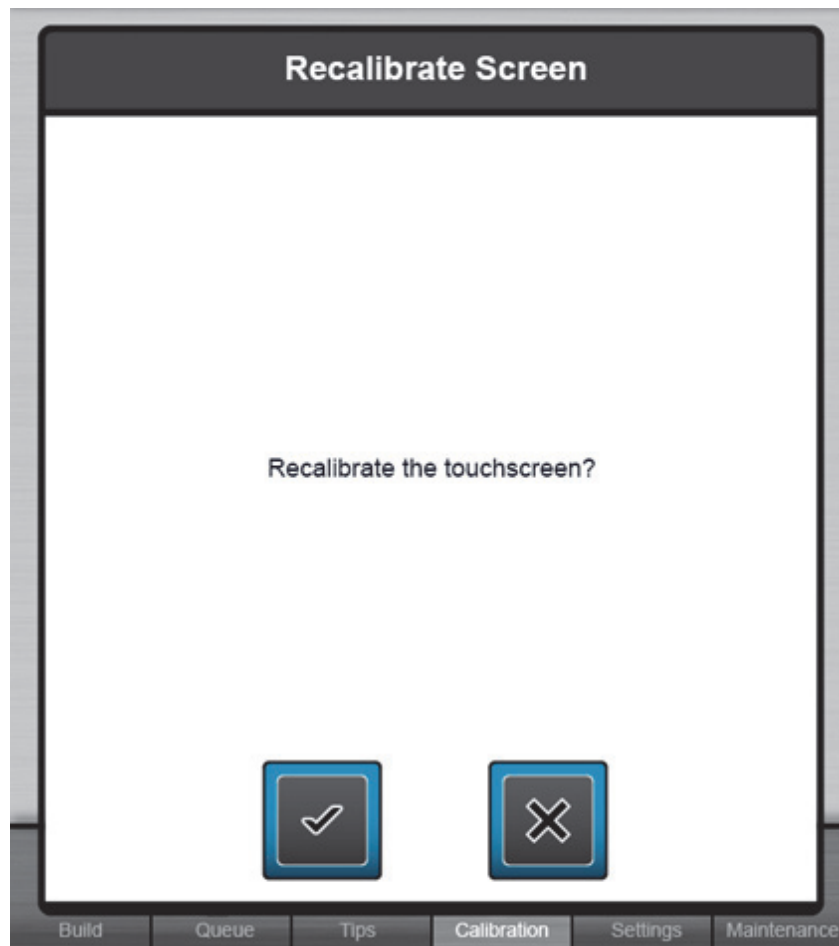 Recalibrate Screen
Recalibrate the touchscreen?
Build Queue Tips Calibration Settings Maintenance